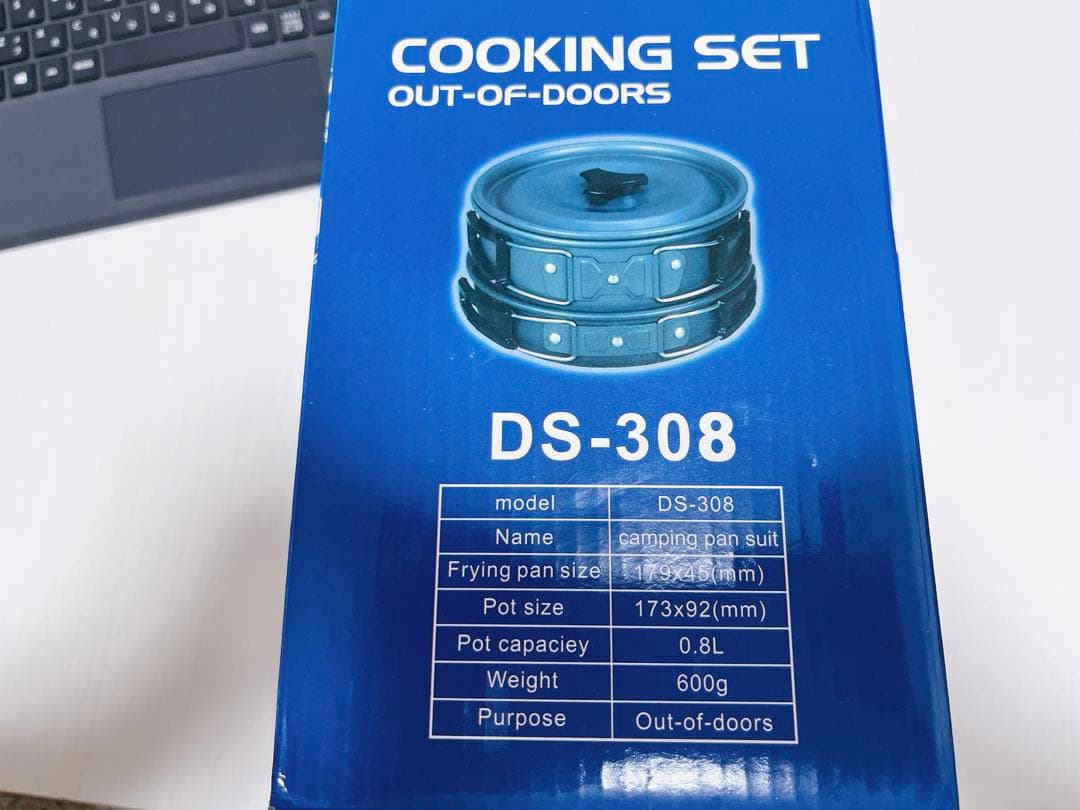 COOKING SET
OUT-OF-DOORS
DS-308
model DS-308
Name camping pan suit
Frying pan size 179x45(mm)
Pot size 173x92(mm)
Pot capaciey 0.8L
Weight 600g
Purpose Out-of-doors